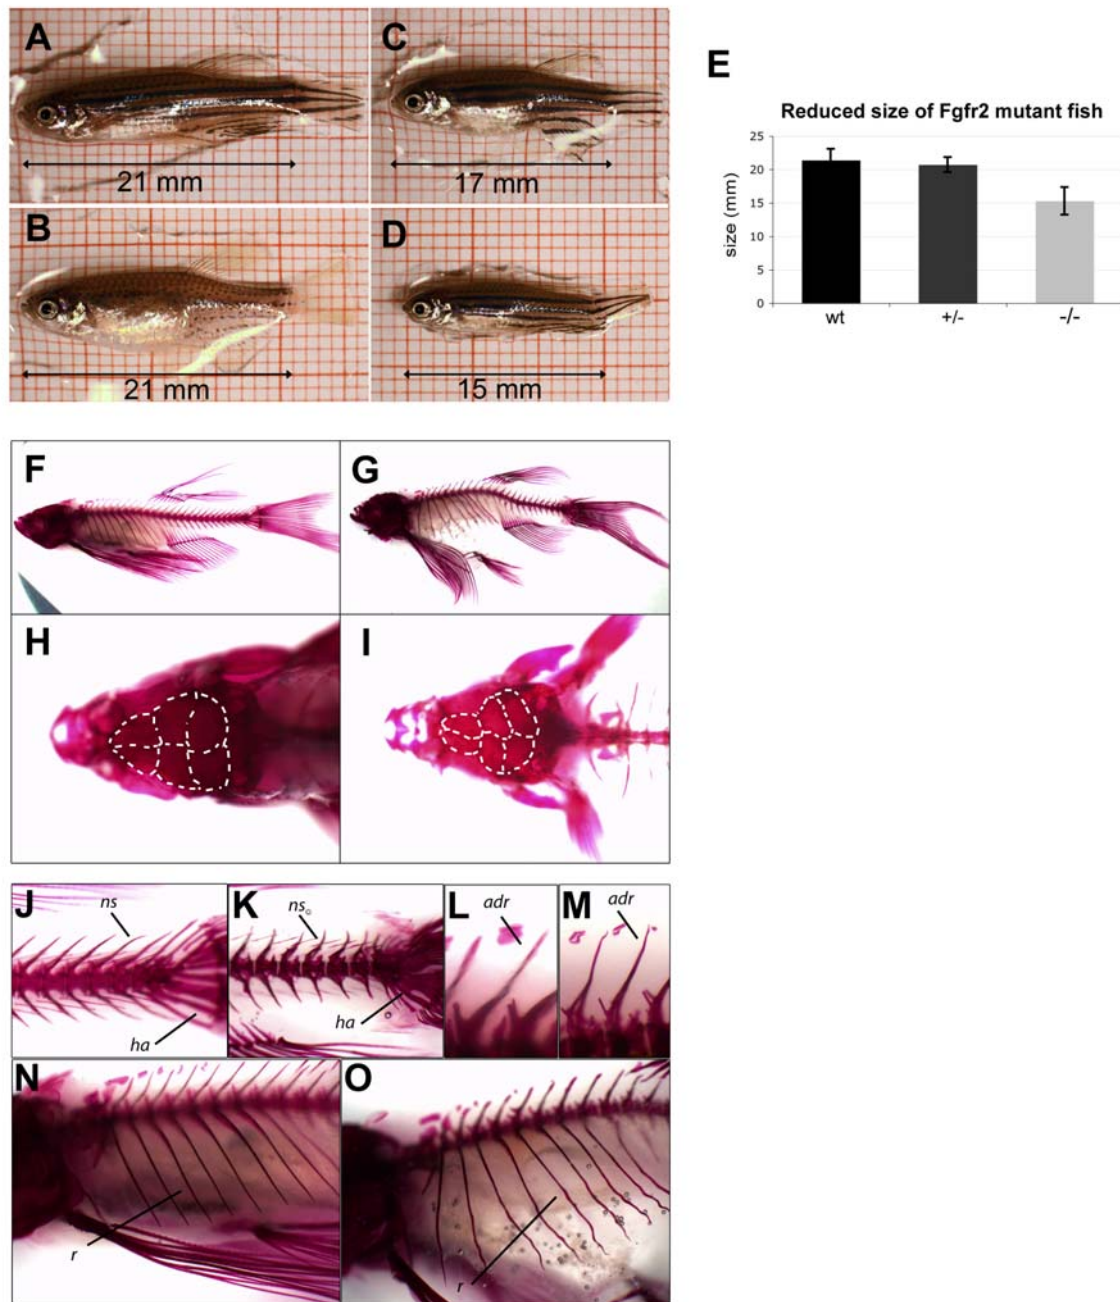 A
21 mm
C
17 mm
B
21 mm
D
15 mm
E
Reduced size of Fgfr2 mutant fish
size (mm)
25
20
15
10
5
0
wt
+/-
-/-
F
G
H
I
J
ns
ha
K
ns
ha
L
adr
M
adr
N
r
O
r